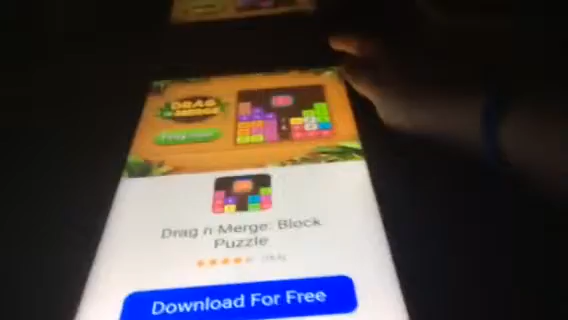 DRAG
n MERGE
Drag n Merge: Block
Puzzle
Download For Free